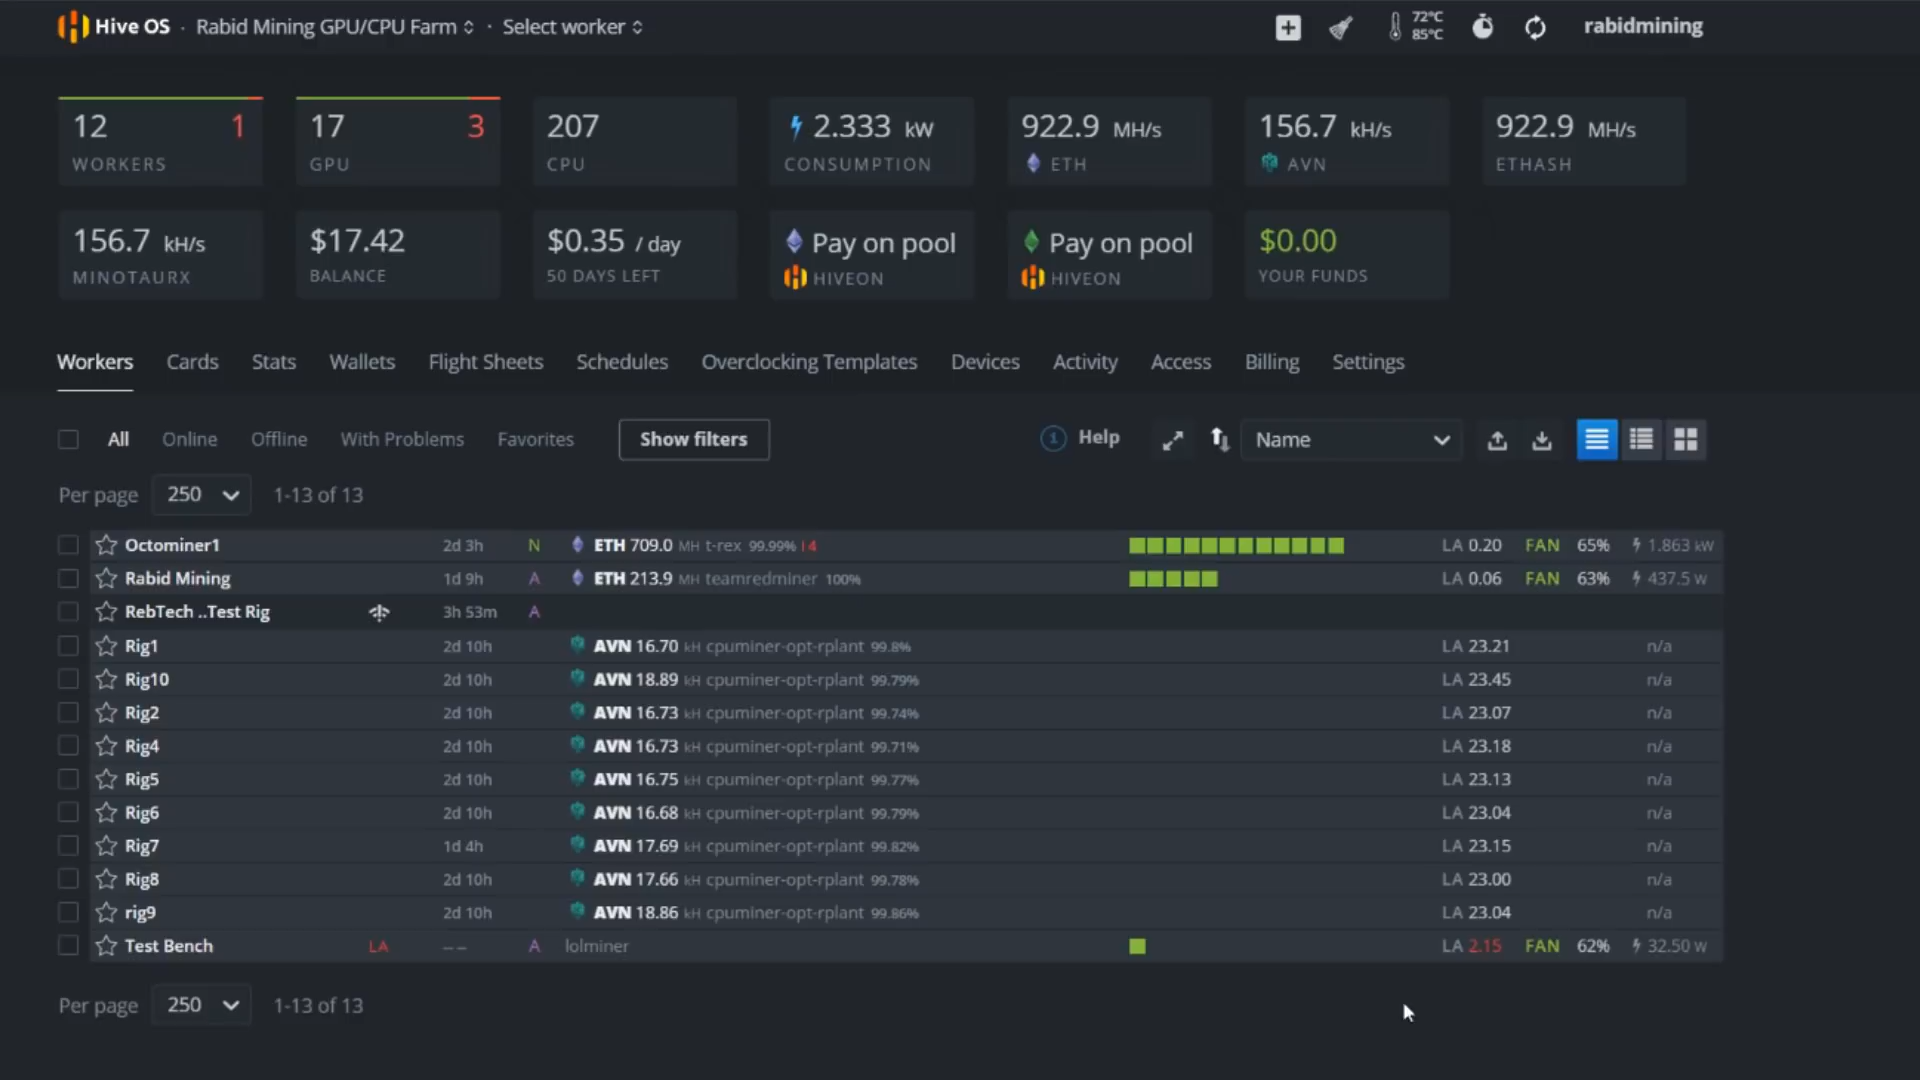 Hive OS · Rabid Mining GPU/CPU Farm · Select worker 72°C 85°C rabidmining
12 1 17 3 207 2.333 kW 922.9 MH/s 156.7 kH/s 922.9 MH/s
WORKERS GPU CPU CONSUMPTION ETH AVN ETHASH
156.7 kH/s $17.42 $0.35 / day Pay on pool Pay on pool $0.00
MINOTAURX BALANCE 50 DAYS LEFT HIVEON HIVEON YOUR FUNDS
Workers Cards Stats Wallets Flight Sheets Schedules Overclocking Templates Devices Activity Access Billing Settings
All Online Offline With Problems Favorites Show filters Help Name
Per page 250 1-13 of 13
Octominer1 2d 3h N ETH 709.0 MH t-rex 99.99% I 4 LA 0.20 FAN 65% 1.863 kW
Rabid Mining 1d 9h A ETH 213.9 MH teamredminer 100% LA 0.06 FAN 63% 437.5 W
RebTech ..Test Rig 3h 53m A
Rig1 2d 10h AVN 16.70 kH cpuminer-opt-rplant 99.8% LA 23.21 n/a
Rig10 2d 10h AVN 18.89 kH cpuminer-opt-rplant 99.79% LA 23.45 n/a
Rig2 2d 10h AVN 16.73 kH cpuminer-opt-rplant 99.74% LA 23.07 n/a
Rig4 2d 10h AVN 16.73 kH cpuminer-opt-rplant 99.71% LA 23.18 n/a
Rig5 2d 10h AVN 16.75 kH cpuminer-opt-rplant 99.77% LA 23.13 n/a
Rig6 2d 10h AVN 16.68 kH cpuminer-opt-rplant 99.79% LA 23.04 n/a
Rig7 1d 4h AVN 17.69 kH cpuminer-opt-rplant 99.82% LA 23.15 n/a
Rig8 2d 10h AVN 17.66 kH cpuminer-opt-rplant 99.78% LA 23.00 n/a
rig9 2d 10h AVN 18.86 kH cpuminer-opt-rplant 99.86% LA 23.04 n/a
Test Bench LA -- A lolminer LA 2.15 FAN 62% 32.50 W
Per page 250 1-13 of 13